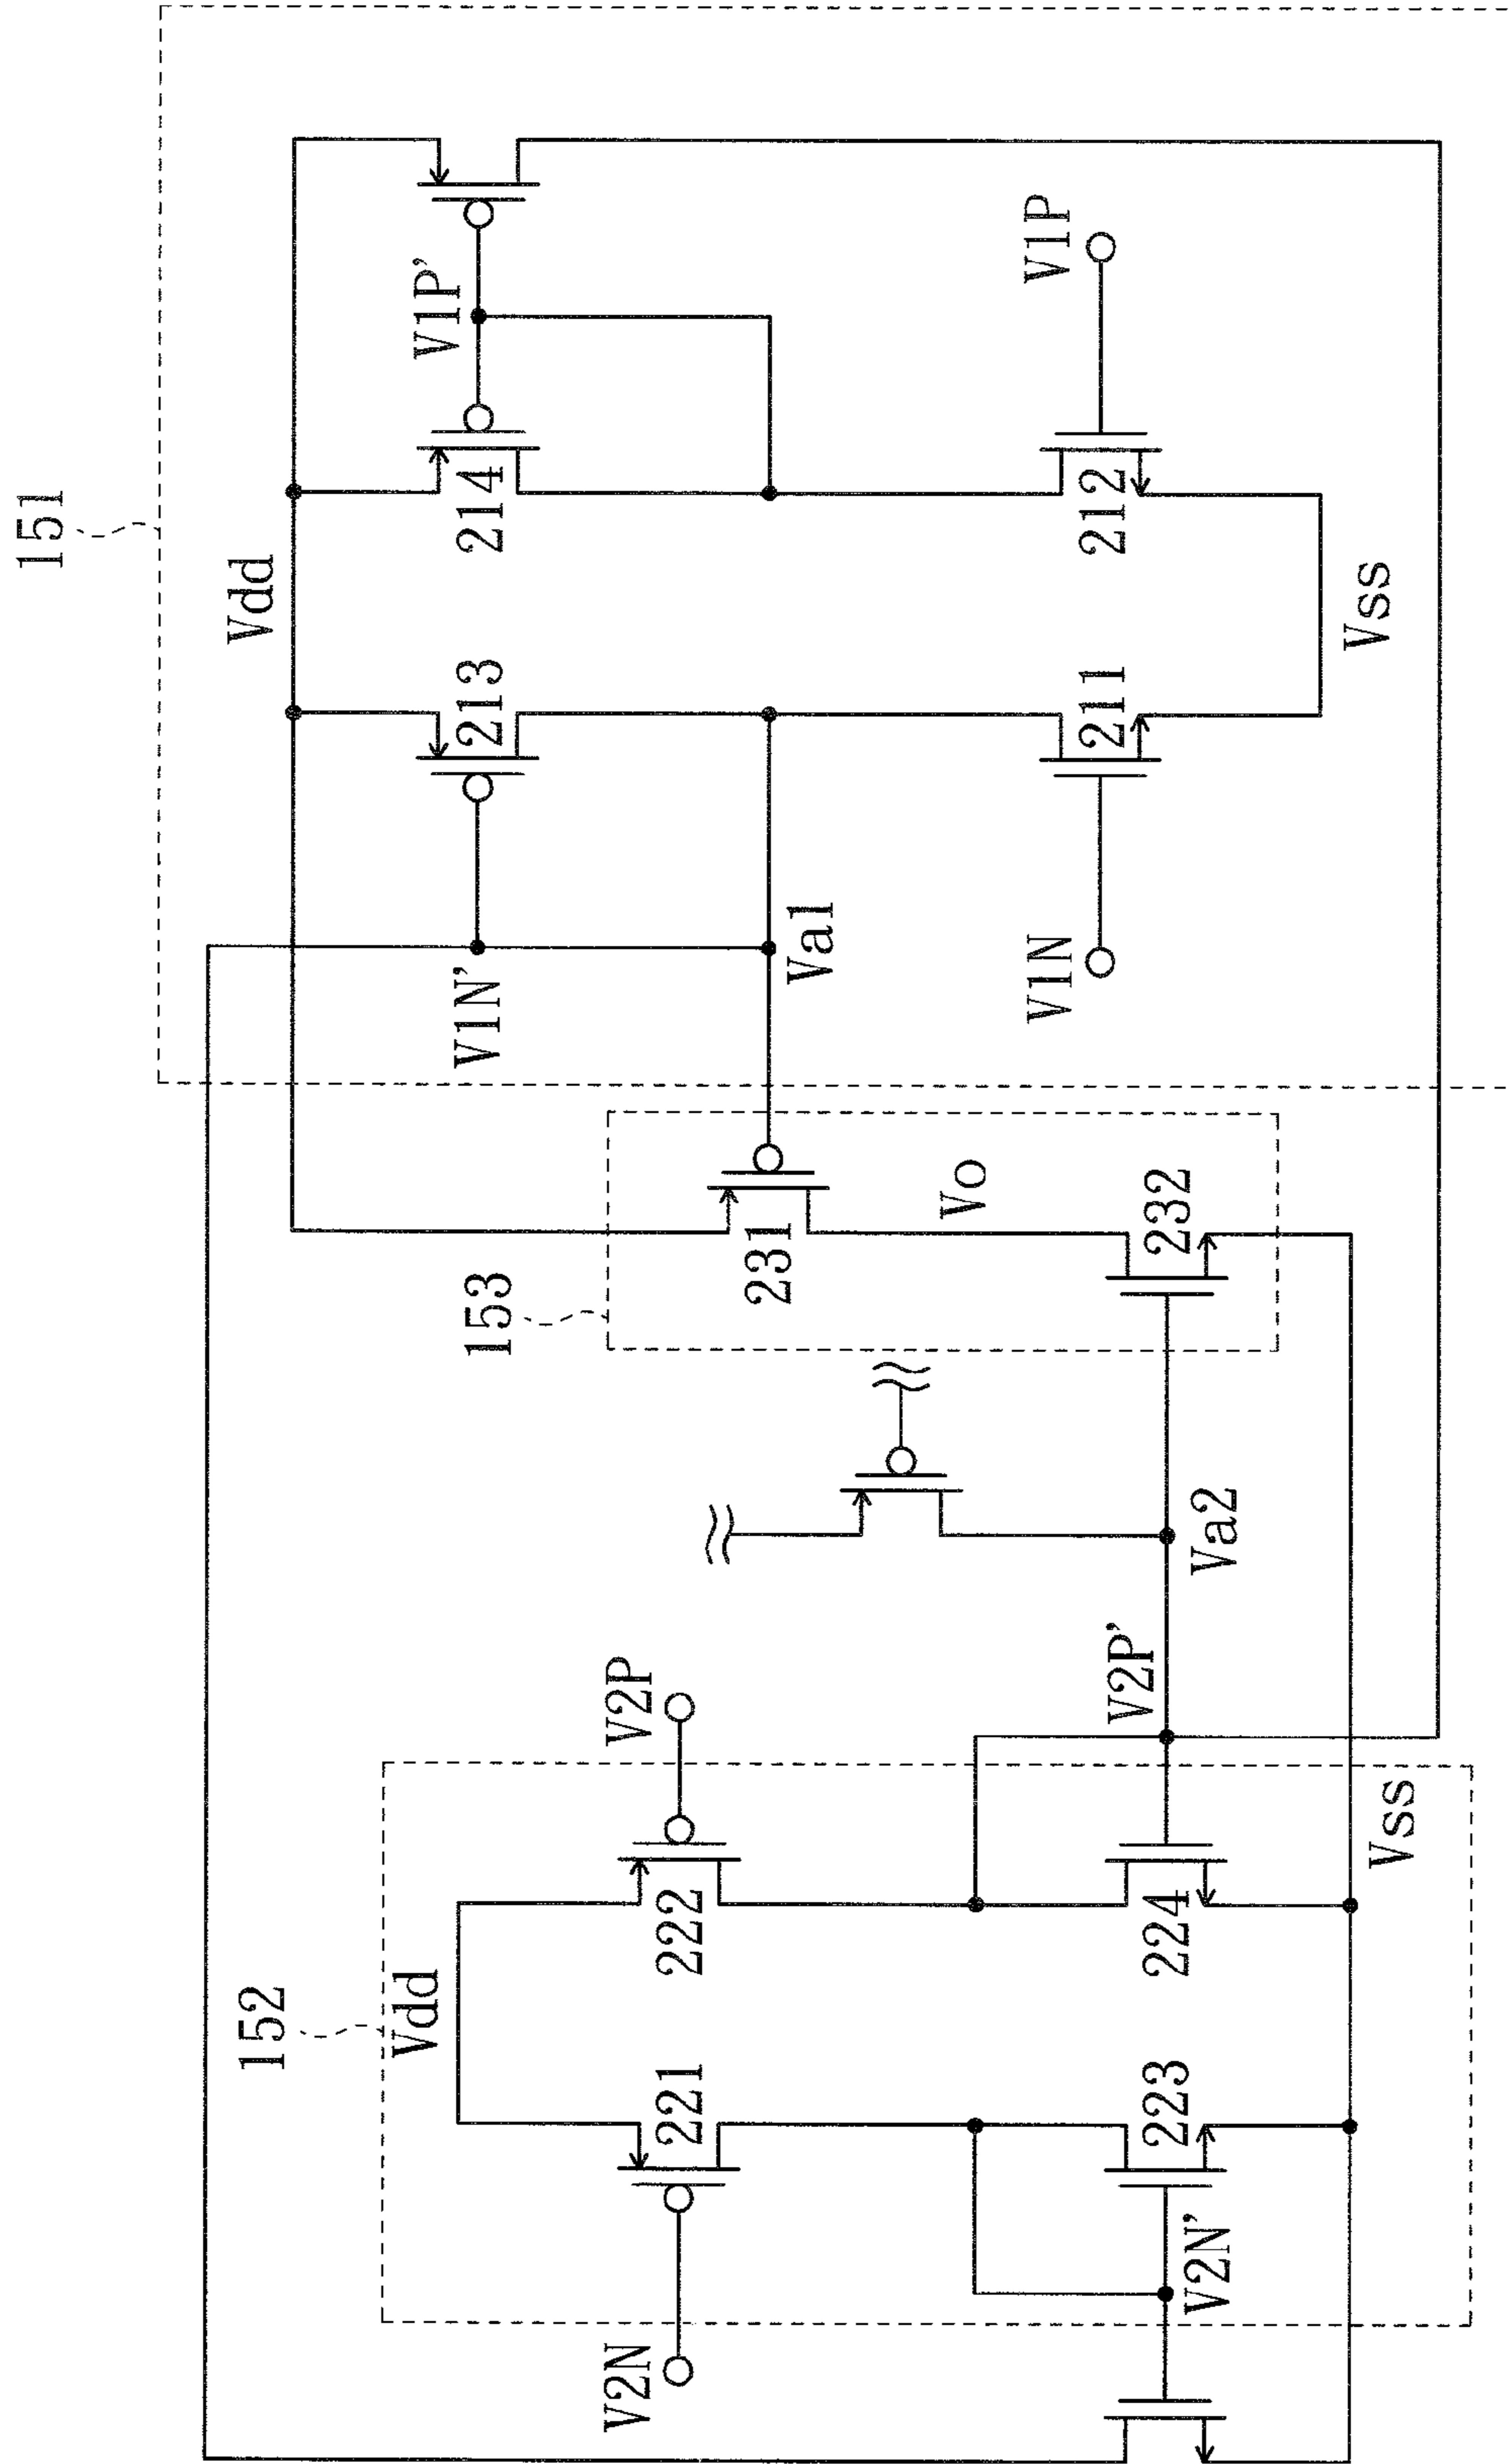 151
Vdd
V1P'
214
V1P
212
213
211
Vss
V1N'
Va1
V1N
153
231
Vo
232
Va2
V2P
V2P'
152
Vdd
222
224
Vss
221
223
V2N
V2N'